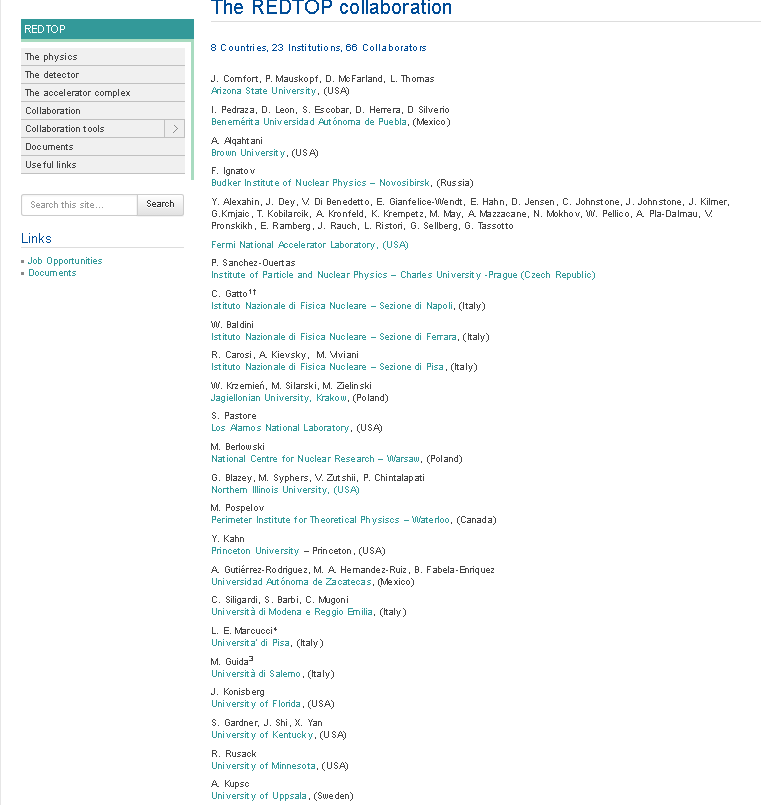 The REDTOP collaboration
REDTOP
The physics
The detector
The accelerator complex
Collaboration
Collaboration tools
Documents
Useful links
Search this site...
Search
Links
Job Opportunities
Documents
8 Countries, 23 Institutions, 66 Collaborators
J. Comfort, P. Mauskopf, D. McFarland, L. Thomas
Arizona State University, (USA)
I. Pedraza, D. Leon, S. Escobar, D. Herrera, D Silverio
Benemérita Universidad Autónoma de Puebla, (Mexico)
A. Alqahtani
Brown University, (USA)
F. Ignatov
Budker Institute of Nuclear Physics – Novosibirsk, (Russia)
Y. Alexahin, J. Dey, V. Di Benedetto, E. Gianfelice-Wendt, E. Hahn, D. Jensen, C. Johnstone, J. Johnstone, J. Kilmer,
G.Krnjaic, T. Kobilarcik, A. Kronfeld, K. Krempetz, M. May, A. Mazzacane, N. Mokhov, W. Pellico, A. Pla-Dalmau, V.
Pronskikh, E. Ramberg, J. Rauch, L. Ristori, G. Sellberg, G. Tassotto
Fermi National Accelerator Laboratory, (USA)
P. Sanchez-Puertas
Institute of Particle and Nuclear Physics – Charles University -Prague (Czech Republic)
C. Gatto††
Istituto Nazionale di Fisica Nucleare – Sezione di Napoli, (Italy)
W. Baldini
Istituto Nazionale di Fisica Nucleare – Sezione di Ferrara, (Italy)
R. Carosi, A. Kievsky, M. Viviani
Istituto Nazionale di Fisica Nucleare – Sezione di Pisa, (Italy)
W. Krzemień, M. Silarski, M. Zielinski
Jagiellonian University, Krakow, (Poland)
S. Pastore
Los Alamos National Laboratory, (USA)
M. Berłowski
National Centre for Nuclear Research – Warsaw, (Poland)
G. Blazey, M. Syphers, V. Zutshii, P. Chintalapati
Northern Illinois University, (USA)
M. Pospelov
Perimeter Institute for Theoretical Physiscs – Waterloo, (Canada)
Y. Kahn
Princeton University – Princeton, (USA)
A. Gutiérrez-Rodriguez, M. A. Hernandez-Ruiz, B. Fabela-Enriquez
Universidad Autónoma de Zacatecas, (Mexico)
C. Siligardi, S. Barbi, C. Mugoni
Università di Modena e Reggio Emilia, (Italy)
L. E. Marcucci*
Universita' di Pisa, (Italy)
M. Guida∃
Università di Salerno, (Italy)
J. Konisberg
University of Florida, (USA)
S. Gardner, J. Shi, X. Yan
University of Kentucky, (USA)
R. Rusack
University of Minnesota, (USA)
A. Kupsc
University of Uppsala, (Sweden)